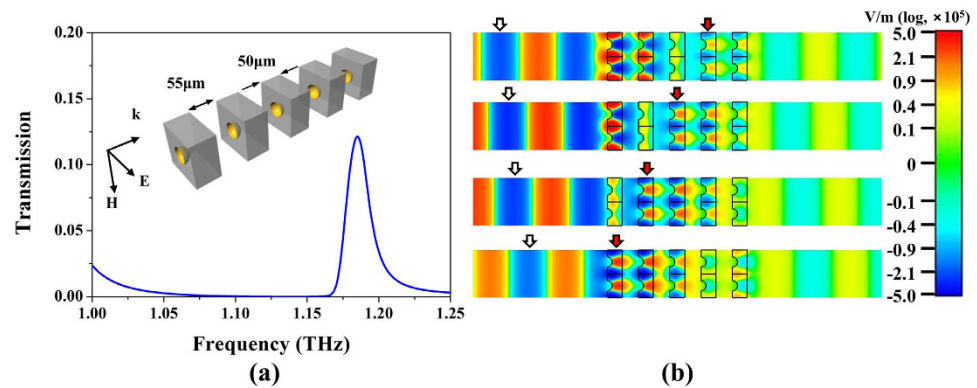 0.20
0.15
0.10
0.05
0.00
Transmission
1.00
1.05
1.10
1.15
1.20
1.25
Frequency (THz)
55μm
50μm
k
E
H
(a)
V/m (log, ×10⁵)
5.0
2.1
0.9
0.4
0.1
0
-0.1
-0.4
-0.9
-2.1
-5.0
(b)